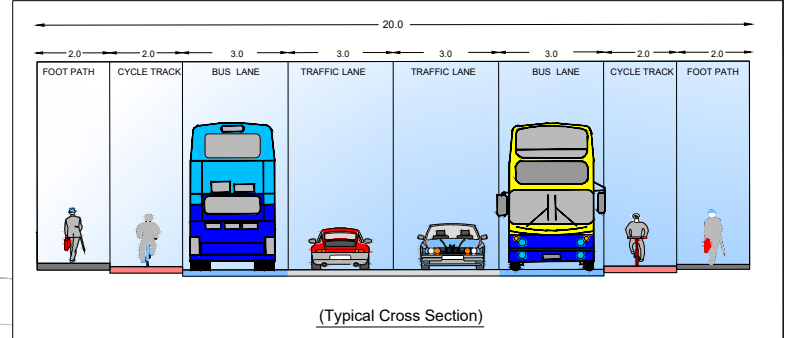 20.0
2.0 2.0 3.0 3.0 3.0 3.0 2.0 2.0
FOOT PATH CYCLE TRACK BUS LANE TRAFFIC LANE TRAFFIC LANE BUS LANE CYCLE TRACK FOOT PATH
(Typical Cross Section)